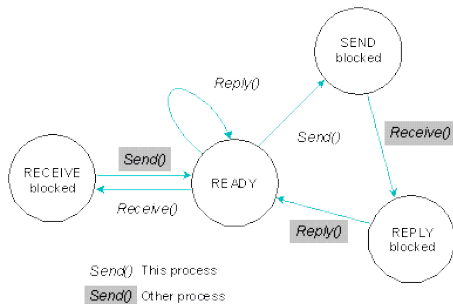 SEND
blocked
Reply()
Send()
Receive()
Send()
RECEIVE
blocked
READY
Receive()
Reply()
REPLY
blocked
Send() This process
Send() Other process